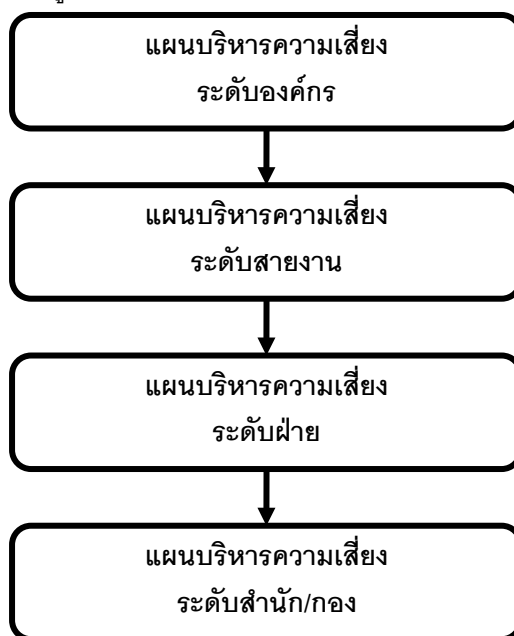 แผนบริหารความเสี่ยง
ระดับองค์กร
แผนบริหารความเสี่ยง
ระดับสายงาน
แผนบริหารความเสี่ยง
ระดับฝ่าย
แผนบริหารความเสี่ยง
ระดับสำนัก/กอง